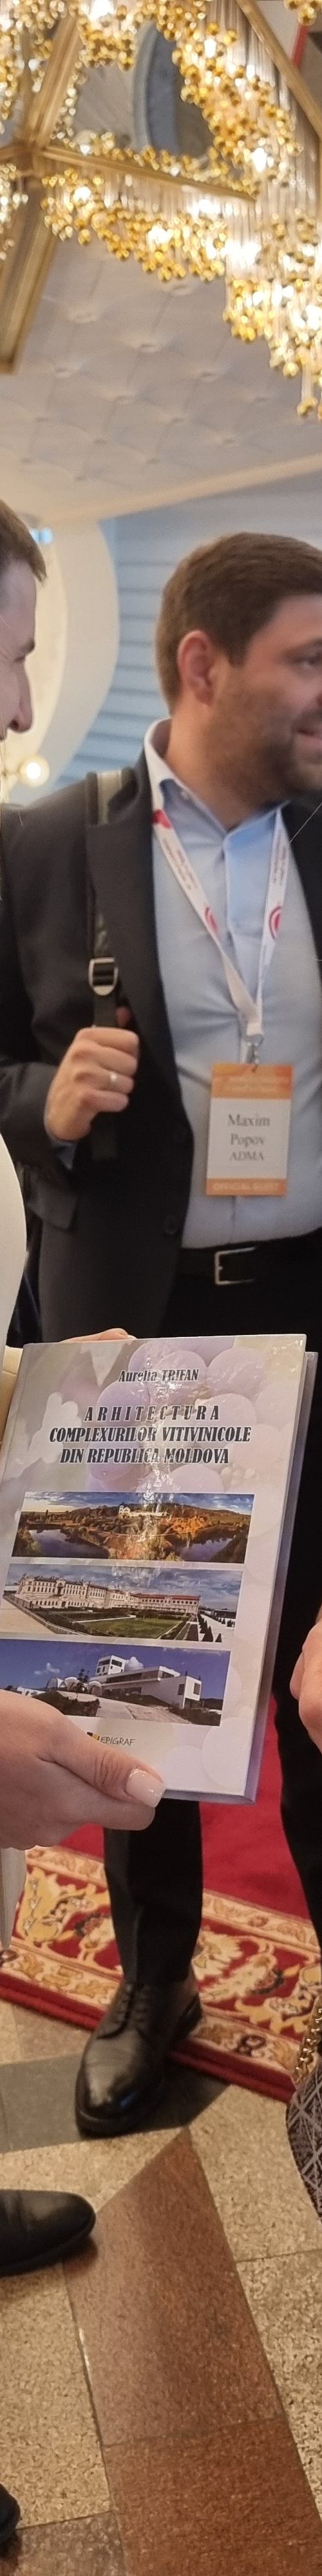 Maxim
Popov
ADMA
OFFICIAL GUEST
Aurelia TRIFAN
ARHITECTURA
COMPLEXURILOR VITIVINICOLE
DIN REPUBLICA MOLDOVA
EPIGRAF